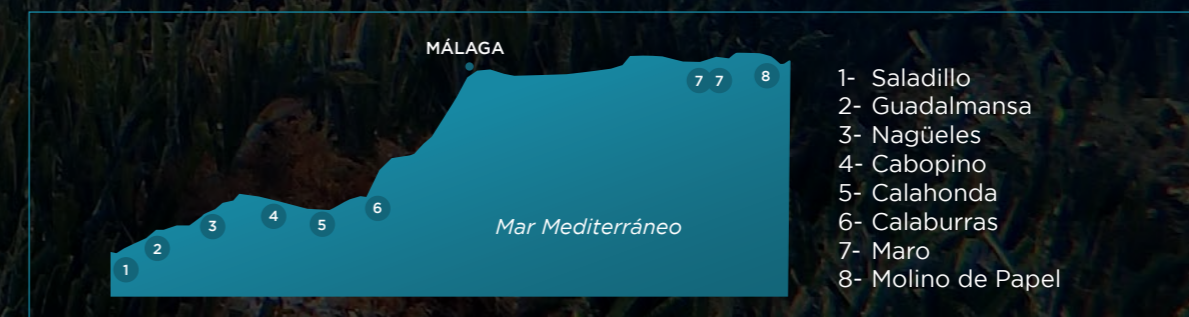 MÁLAGA
7 7 8
6
4
3 5
2
1
Mar Mediterráneo
1- Saladillo
2- Guadalmansa
3- Nagüeles
4- Cabopino
5- Calahonda
6- Calaburras
7- Maro
8- Molino de Papel